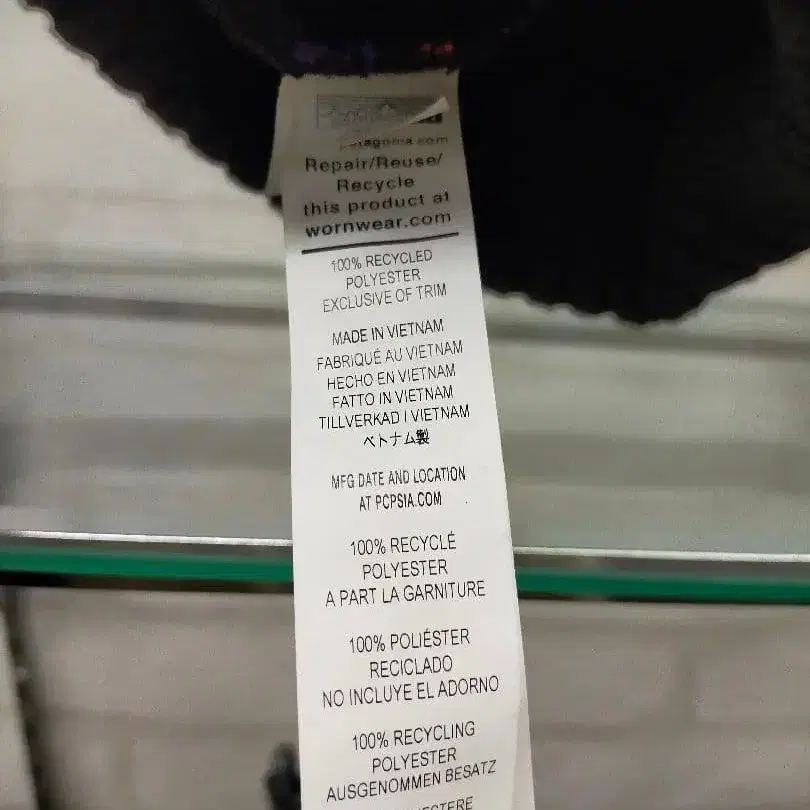 patagonia.com
Repair/Reuse/
Recycle
this product at
wornwear.com
100% RECYCLED
POLYESTER
EXCLUSIVE OF TRIM
MADE IN VIETNAM
FABRIQUÉ AU VIETNAM
HECHO EN VIETNAM
FATTO IN VIETNAM
TILLVERKAD I VIETNAM
ベトナム製
MFG DATE AND LOCATION
AT PCPSIA.COM
100% RECYCLÉ
POLYESTER
A PART LA GARNITURE
100% POLIÉSTER
RECICLADO
NO INCLUYE EL ADORNO
100% RECYCLING
POLYESTER
AUSGENOMMEN BESATZ